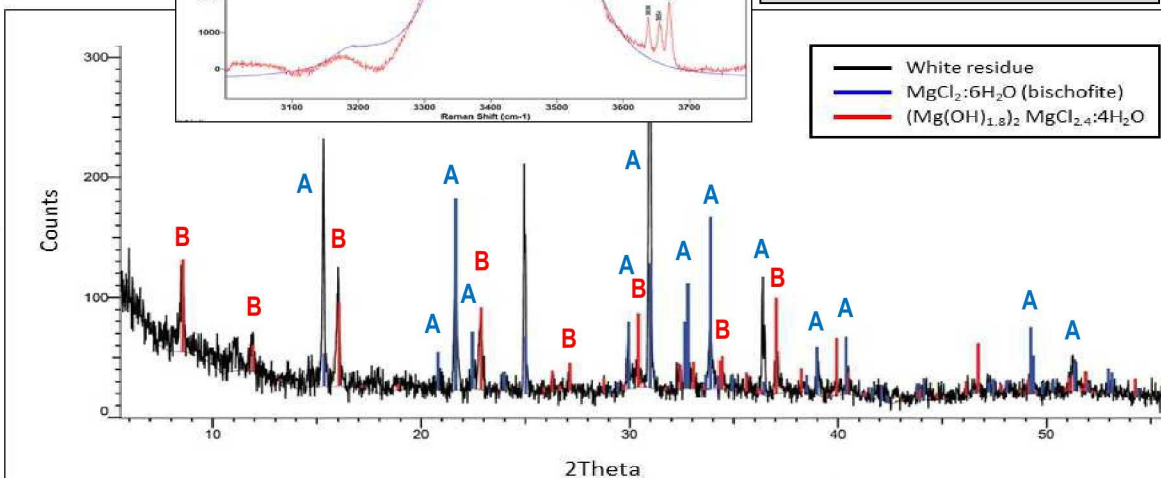 1000
0
3100 3200 3300 3400 3500 3600 3700
Raman Shift (cm-1)
White residue
MgCl₂:6H₂O (bischofite)
(Mg(OH)₁.₈)₂ MgCl₂.₄:4H₂O
300
200
100
0
Counts
B
B
A
B
A
A
A
B
B
A
B
A
A
A
B
A
B
A
A
A
A
10 20 30 40 50
2Theta